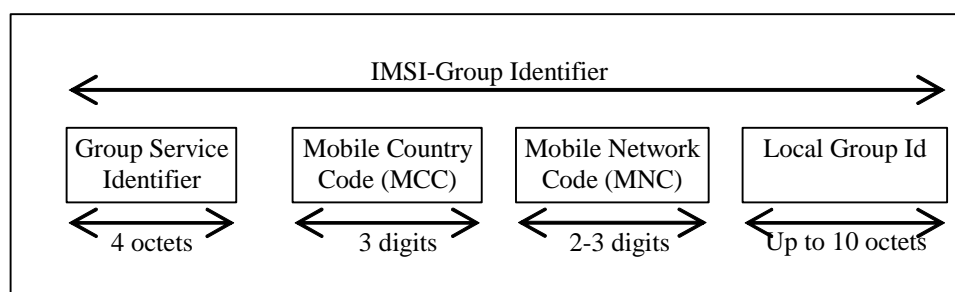 IMSI-Group Identifier
Group Service
Identifier
Mobile Country
Code (MCC)
Mobile Network
Code (MNC)
Local Group Id
4 octets
3 digits
2-3 digits
Up to 10 octets